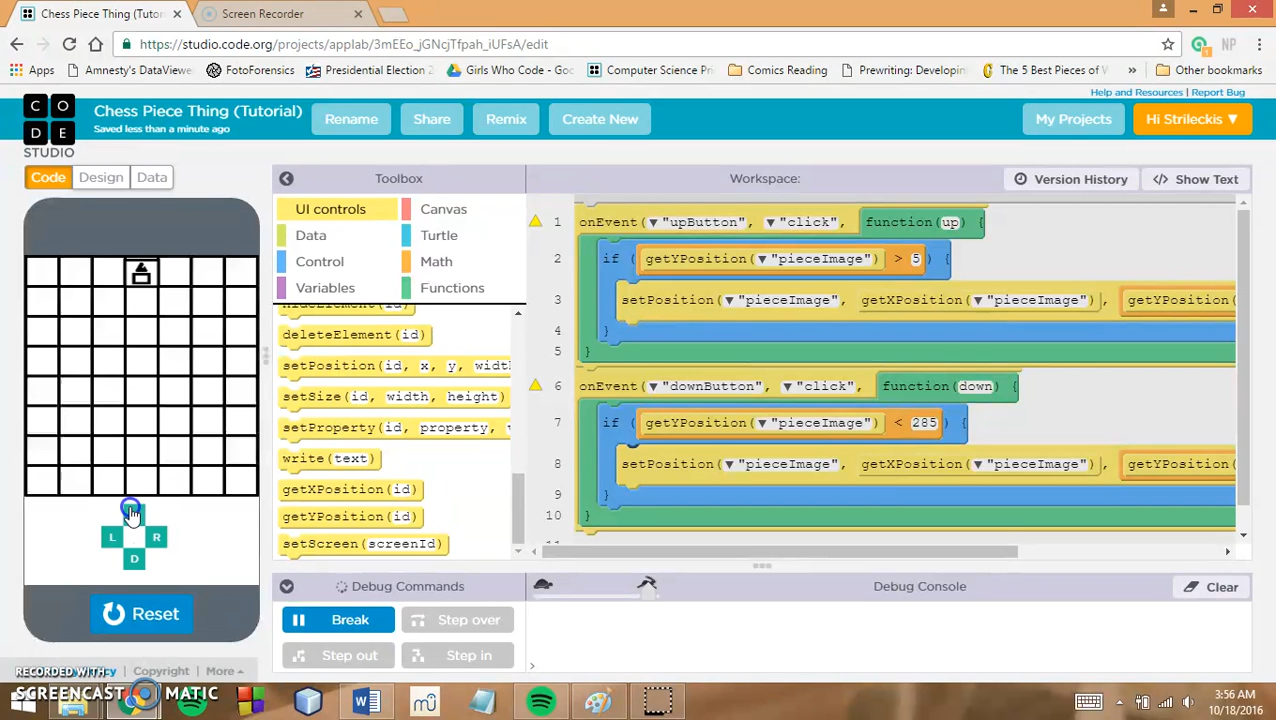 Chess Piece Thing (Tutor
Screen Recorder
https://studio.code.org/projects/applab/3mEEo_jGNcjTfpah_iUFsA/edit
NP
Apps
Amnesty's DataViewe
FotoForensics
Presidential Election 2
Girls Who Code - Goo
Computer Science Pri
Comics Reading
Prewriting: Developin
The 5 Best Pieces of V
Other bookmarks
Help and Resources | Report Bug
C O
D E
STUDIO
Chess Piece Thing (Tutorial)
Saved less than a minute ago
Rename
Share
Remix
Create New
My Projects
Hi Strileckis ▼
Code
Design
Data
Toolbox
Workspace:
Version History
</> Show Text
UI controls
Canvas
Data
Turtle
Control
Math
Variables
Functions
hideElement(id)
deleteElement(id)
setPosition(id, x, y, widt
setSize(id, width, height)
setProperty(id, property, v
write(text)
getXPosition(id)
getYPosition(id)
setScreen(screenId)
1 onEvent(▼"upButton", ▼"click", function(up) {
2 if (getYPosition(▼"pieceImage") > 5) {
3 setPosition(▼"pieceImage", getXPosition(▼"pieceImage"), getYPosition(
4 }
5 }
6 onEvent(▼"downButton", ▼"click", function(down) {
7 if (getYPosition(▼"pieceImage") < 285) {
8 setPosition(▼"pieceImage", getXPosition(▼"pieceImage"), getYPosition(
9 }
10 }
11
L
R
D
Reset
Debug Commands
Debug Console
Clear
Break
Step over
Step out
Step in
Copyright
More
RECORDED WITH
SCREENCAST MATIC
3:56 AM
10/18/2016